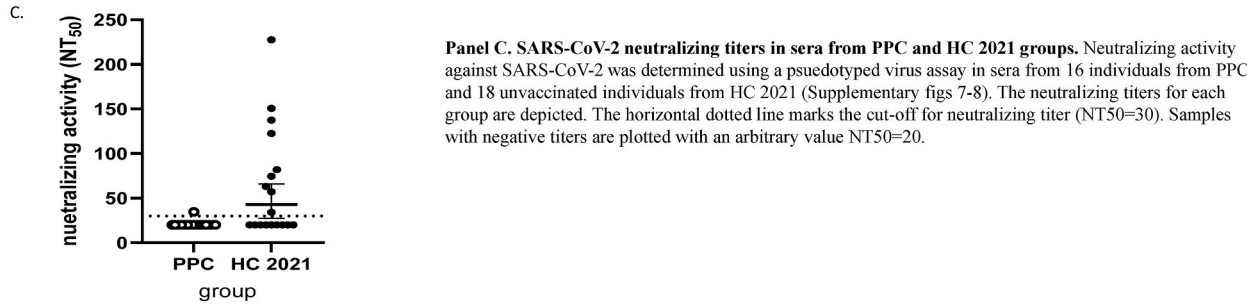 C.
250
200
150
100
50
0
nuetralizing activity (NT50)
PPC HC 2021
group
Panel C. SARS-CoV-2 neutralizing titers in sera from PPC and HC 2021 groups. Neutralizing activity
against SARS-CoV-2 was determined using a psuedotyped virus assay in sera from 16 individuals from PPC
and 18 unvaccinated individuals from HC 2021 (Supplementary figs 7-8). The neutralizing titers for each
group are depicted. The horizontal dotted line marks the cut-off for neutralizing titer (NT50=30). Samples
with negative titers are plotted with an arbitrary value NT50=20.